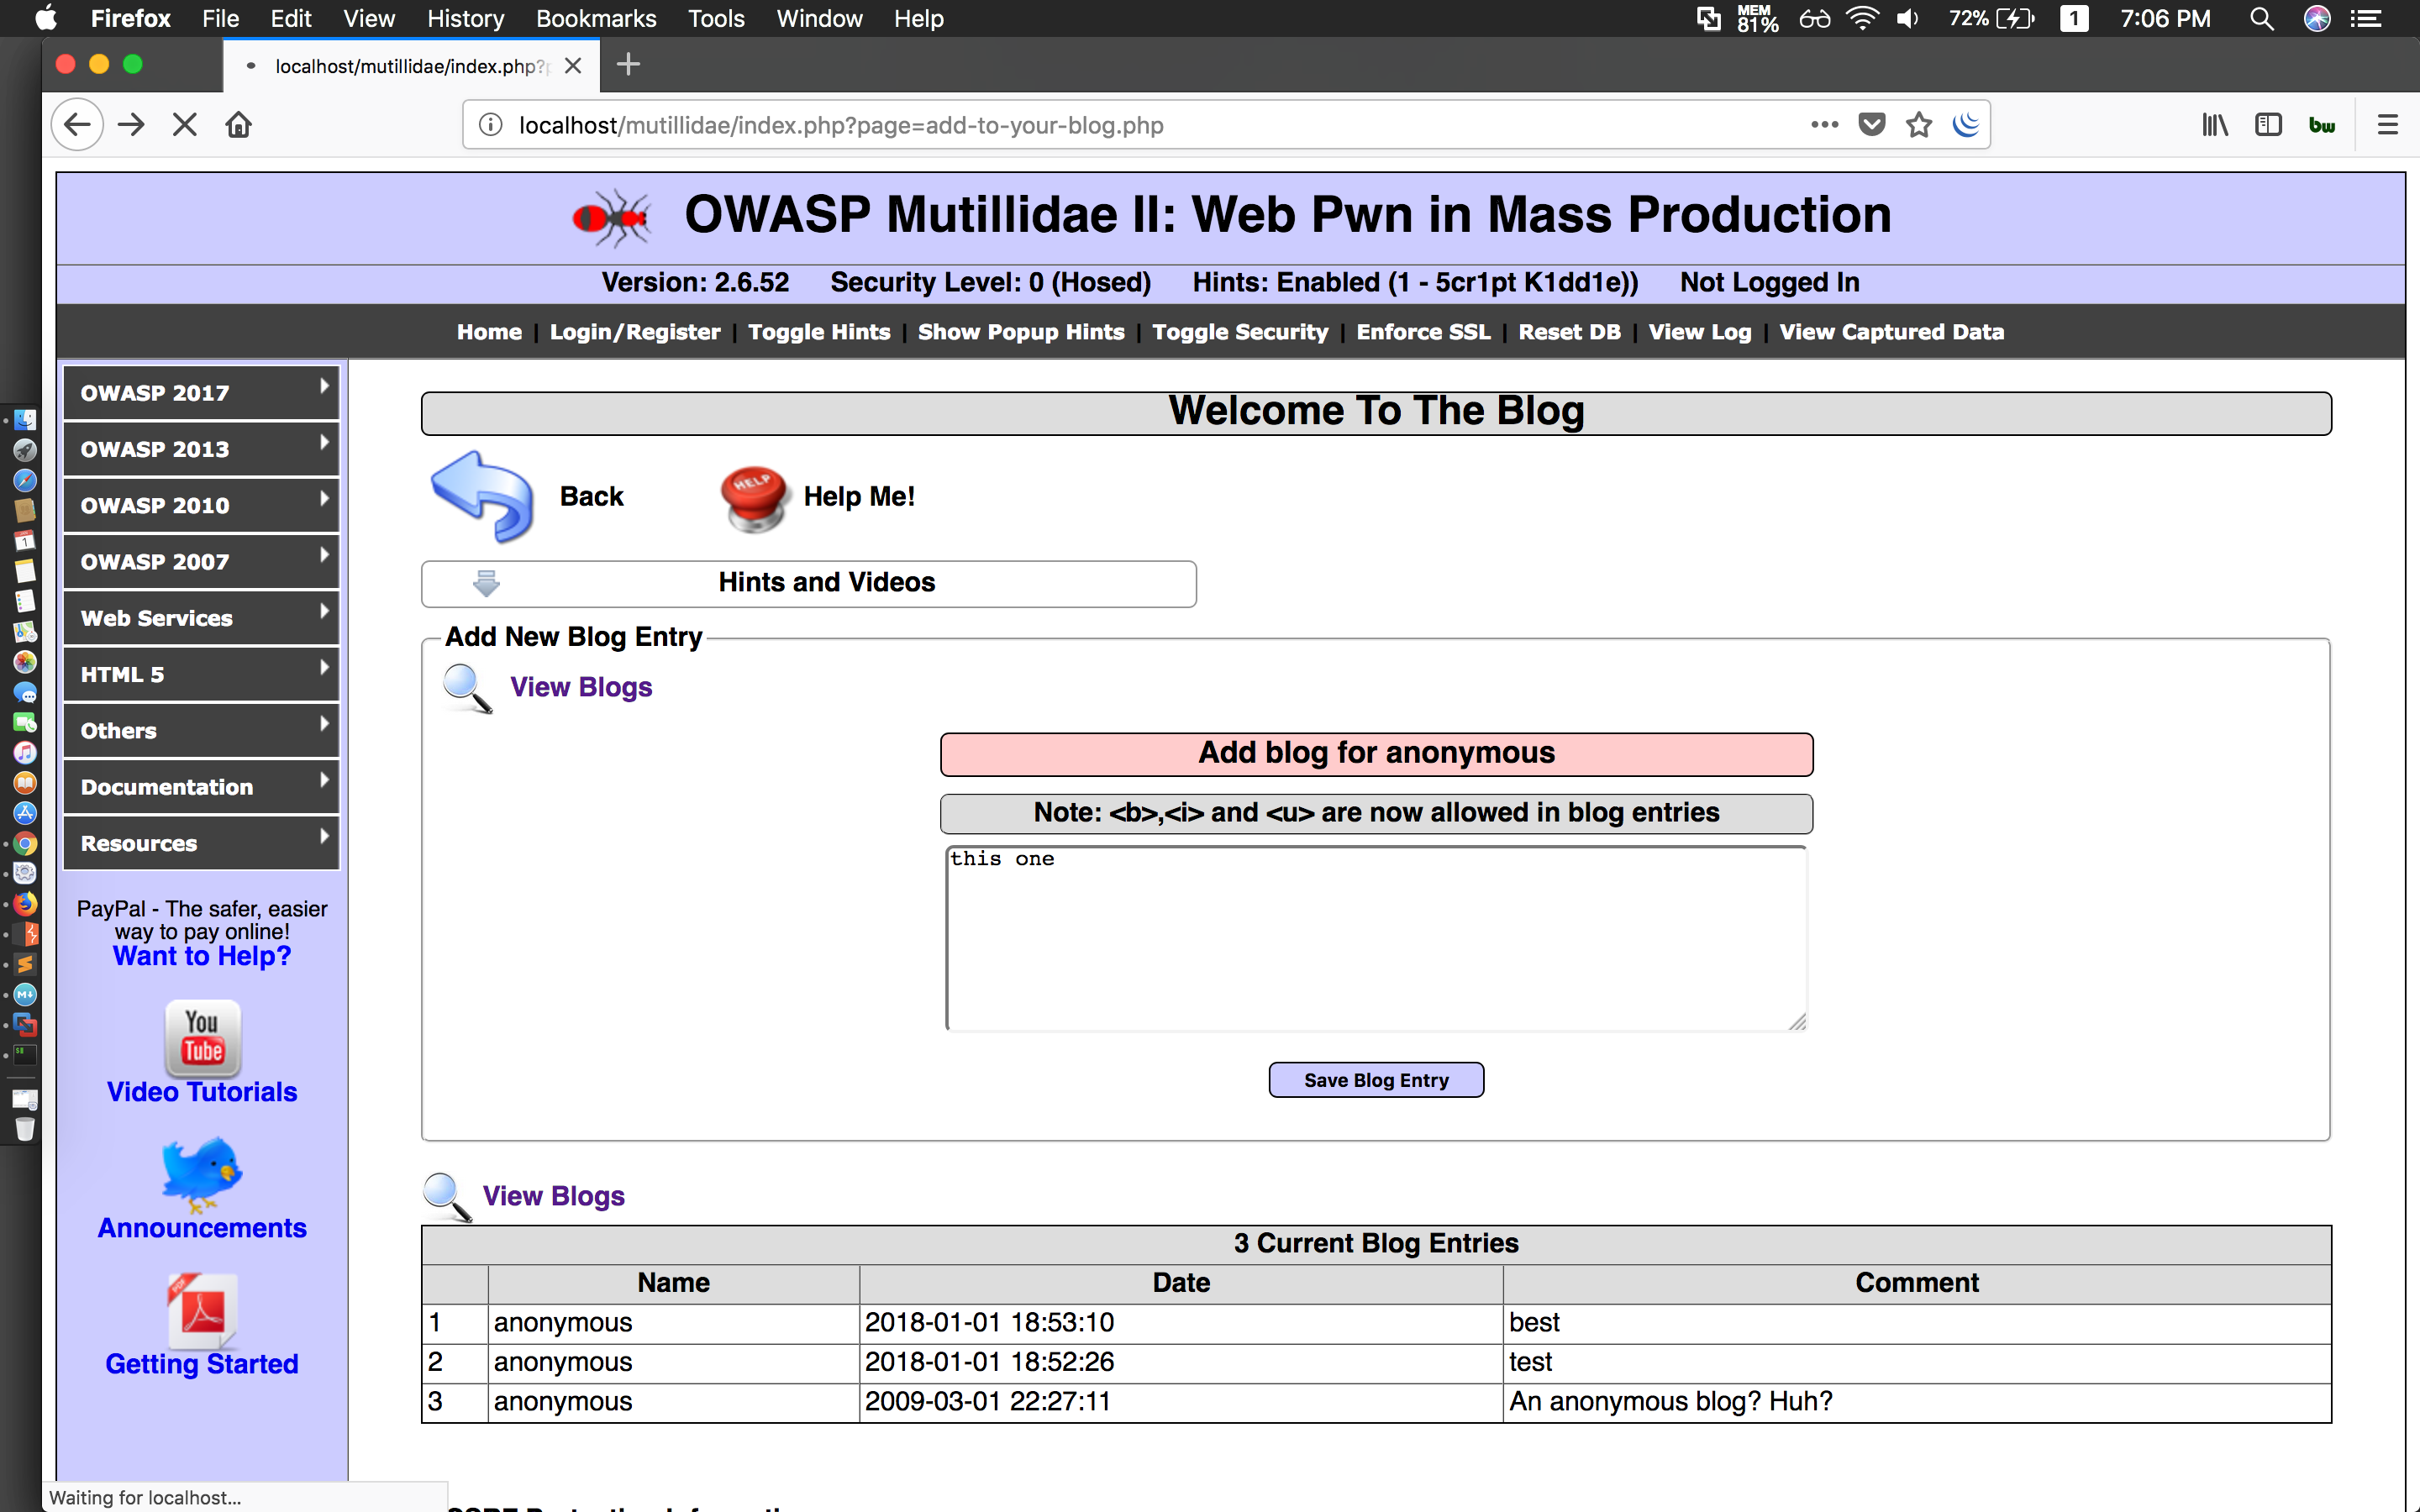 Firefox File Edit View History Bookmarks Tools Window Help MEM 81% 72% 1 7:06 PM
localhost/mutillidae/index.php?
localhost/mutillidae/index.php?page=add-to-your-blog.php
OWASP Mutillidae II: Web Pwn in Mass Production
Version: 2.6.52 Security Level: 0 (Hosed) Hints: Enabled (1 - 5cr1pt K1dd1e)) Not Logged In
Home | Login/Register | Toggle Hints | Show Popup Hints | Toggle Security | Enforce SSL | Reset DB | View Log | View Captured Data
OWASP 2017
OWASP 2013
OWASP 2010
OWASP 2007
Web Services
HTML 5
Others
Documentation
Resources
PayPal - The safer, easier
way to pay online!
Want to Help?
You
Tube
Video Tutorials
Announcements
PDF
Getting Started
Welcome To The Blog
Back
HELP
Help Me!
Hints and Videos
Add New Blog Entry
View Blogs
Add blog for anonymous
Note: <b>,<i> and <u> are now allowed in blog entries
this one
Save Blog Entry
View Blogs
3 Current Blog Entries
Name Date Comment
1 anonymous 2018-01-01 18:53:10 best
2 anonymous 2018-01-01 18:52:26 test
3 anonymous 2009-03-01 22:27:11 An anonymous blog? Huh?
Waiting for localhost...